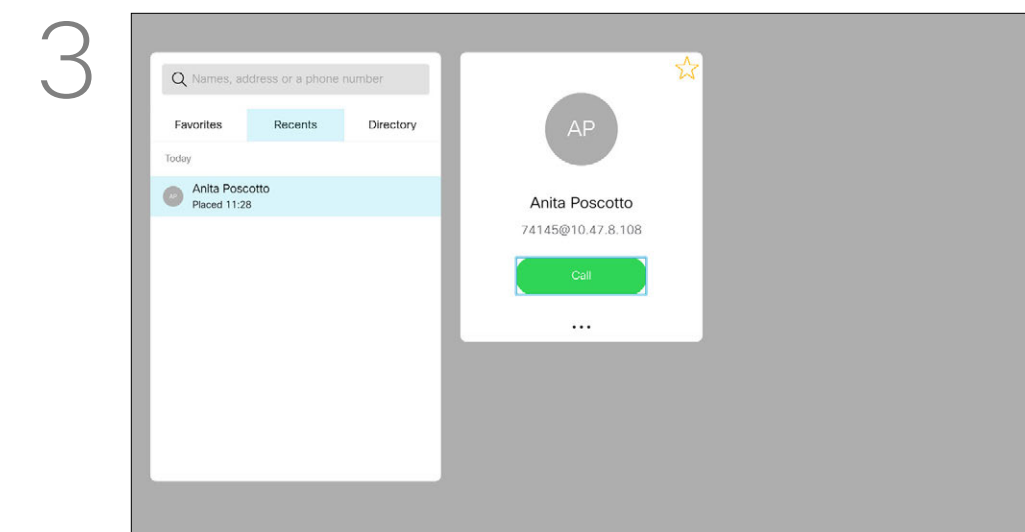 3
Names, address or a phone number
Favorites Recents Directory
Today
AP
Anita Poscotto
Placed 11:28
AP
Anita Poscotto
74145@10.47.8.108
Call
...